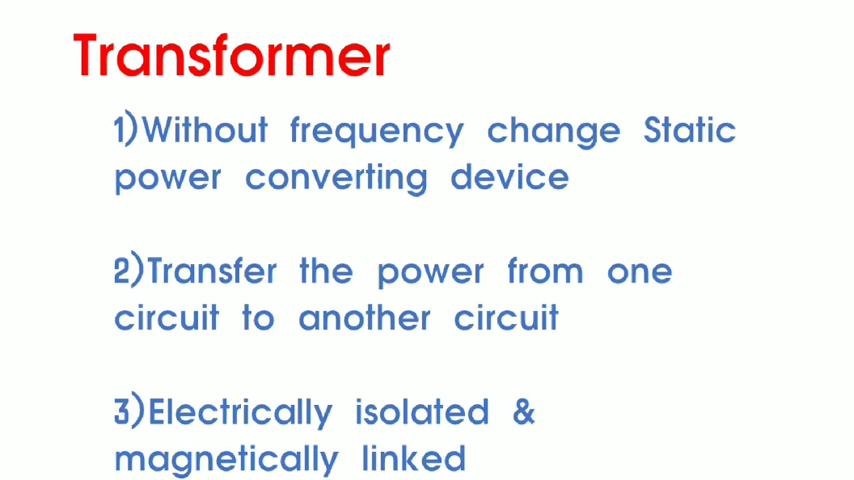 Transformer
1)Without frequency change Static
power converting device
2)Transfer the power from one
circuit to another circuit
3)Electrically isolated &
magnetically linked